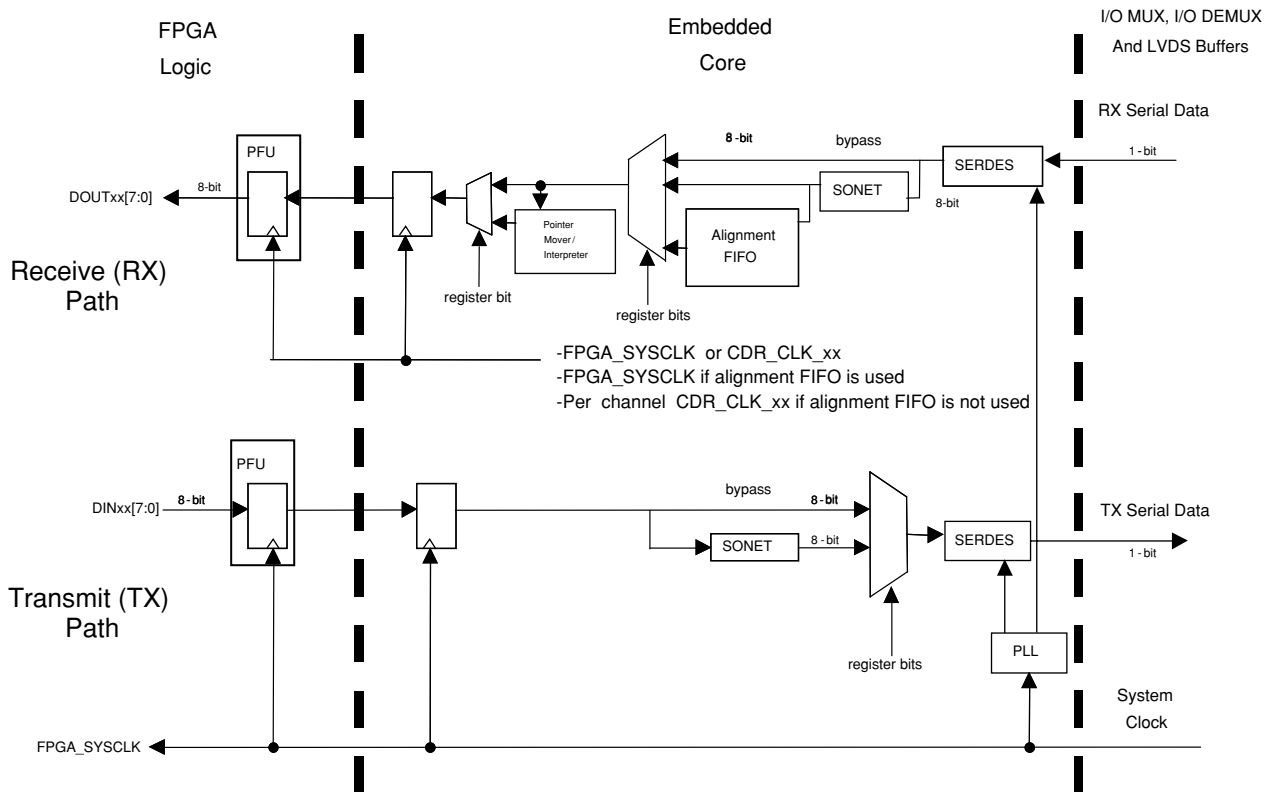 FPGA
Logic
Embedded
Core
I/O MUX, I/O DEMUX
And LVDS Buffers
RX Serial Data
PFU
8-bit
bypass
SERDES
1-bit
DOUTxx[7:0]
8-bit
SONET
8-bit
Pointer
Mover/
Interpreter
Alignment
FIFO
Receive (RX)
Path
register bit
register bits
-FPGA_SYSCLK or CDR_CLK_xx
-FPGA_SYSCLK if alignment FIFO is used
-Per channel CDR_CLK_xx if alignment FIFO is not used
PFU
DINxx[7:0]
8-bit
bypass
8-bit
SONET
8-bit
SERDES
TX Serial Data
1-bit
Transmit (TX)
Path
register bits
PLL
System
Clock
FPGA_SYSCLK